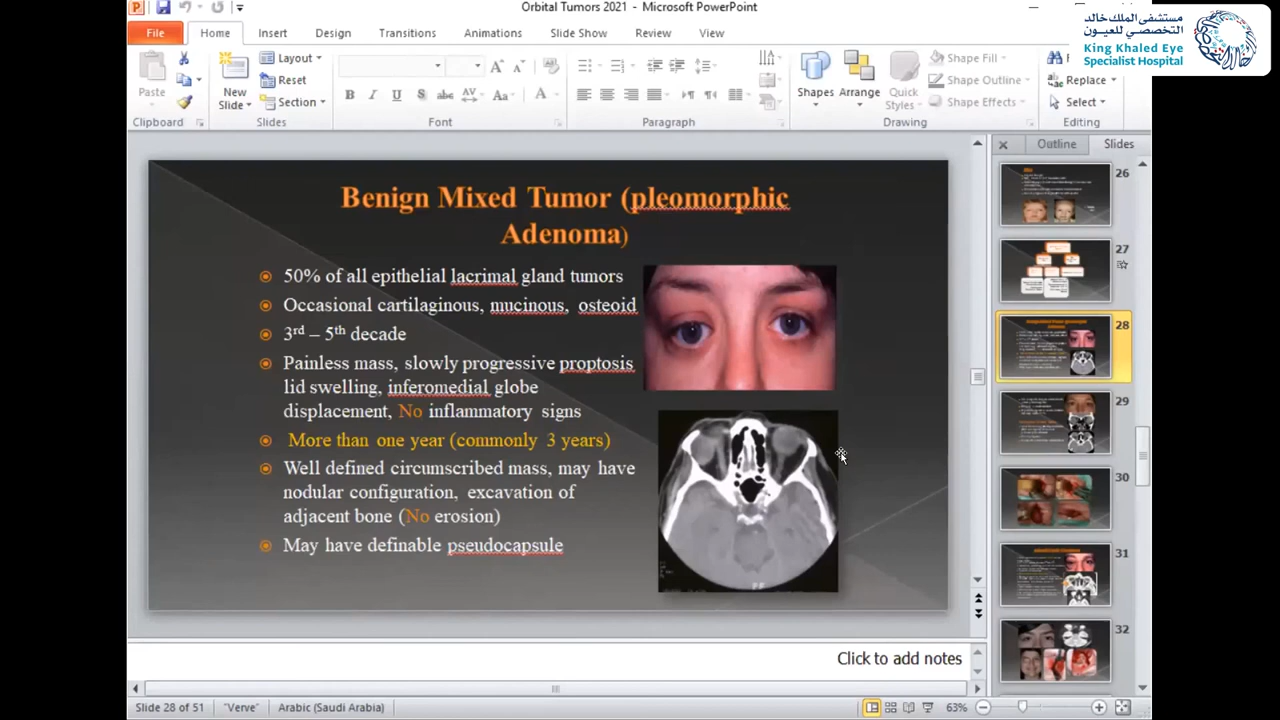 Orbital Tumors 2021 - Microsoft PowerPoint
مستشفى الملك خالد
التخصصي للعيون
King Khaled Eye
Specialist Hospital
File Home Insert Design Transitions Animations Slide Show Review View
Paste
New
Slide
Layout
Reset
Section
Shapes
Arrange
Quick
Styles
Shape Fill
Shape Outline
Shape Effects
Replace
Select
Clipboard Slides Font Paragraph Drawing Editing
Benign Mixed Tumor (pleomorphic
Adenoma)
50% of all epithelial lacrimal gland tumors
Occasional cartilaginous, mucinous, osteoid
3rd – 5th decade
Painless mass, slowly progressive proptosis
lid swelling, inferomedial globe
displacement, No inflammatory signs
More than one year (commonly 3 years)
Well defined circumscribed mass, may have
nodular configuration, excavation of
adjacent bone (No erosion)
May have definable pseudocapsule
Outline Slides
26
27
28
29
30
31
32
Click to add notes
Slide 28 of 51 "Verve" Arabic (Saudi Arabia) 63%